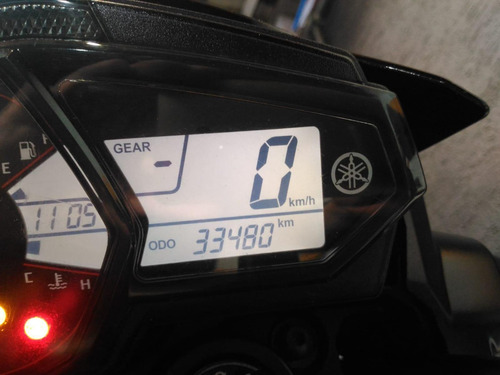 GEAR -
0 km/h
E F
11 05
ODO 33480 km
C H